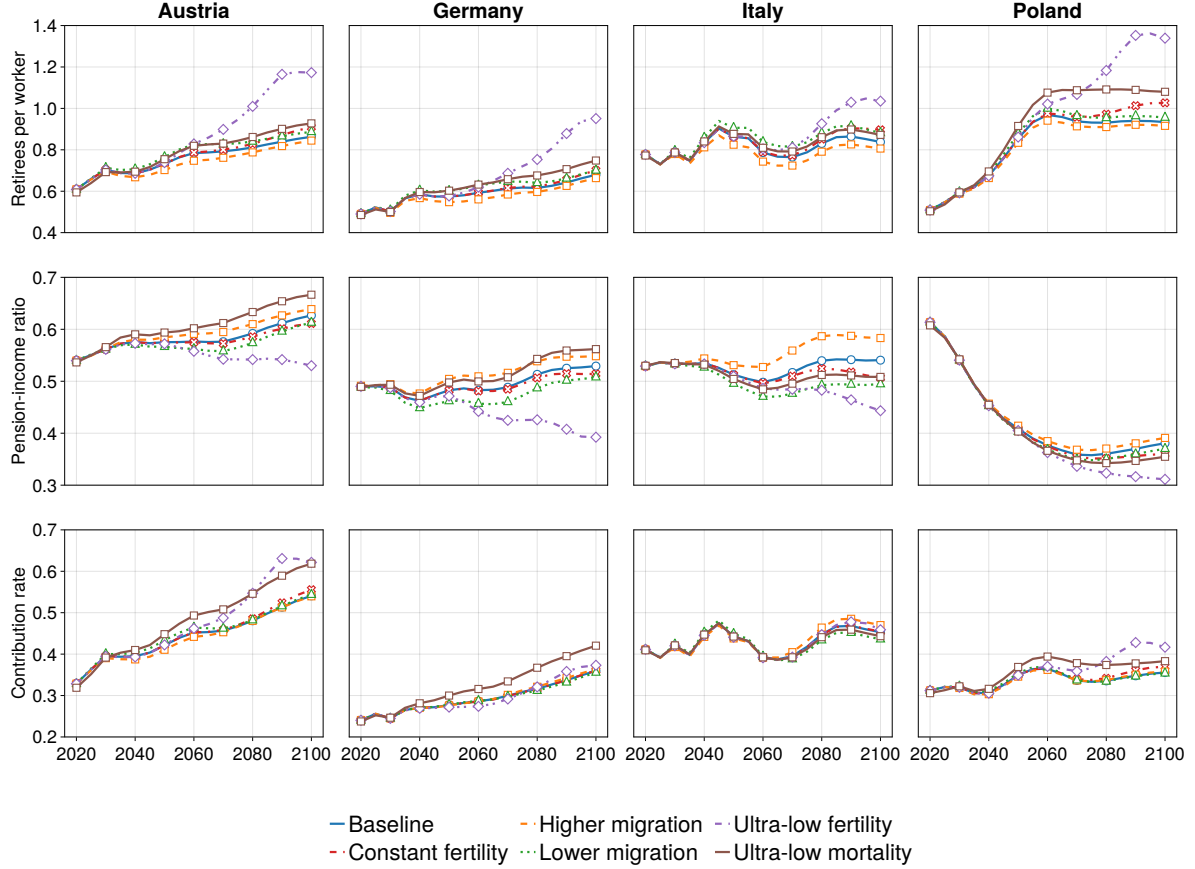 Austria Germany Italy Poland
Retirees per worker
1.4
1.2
1.0
0.8
0.6
0.4
Pension-income ratio
0.7
0.6
0.5
0.4
0.3
Contribution rate
0.7
0.6
0.5
0.4
0.3
0.2
2020 2040 2060 2080 2100 2020 2040 2060 2080 2100 2020 2040 2060 2080 2100 2020 2040 2060 2080 2100
Baseline Higher migration Ultra-low fertility
Constant fertility Lower migration Ultra-low mortality